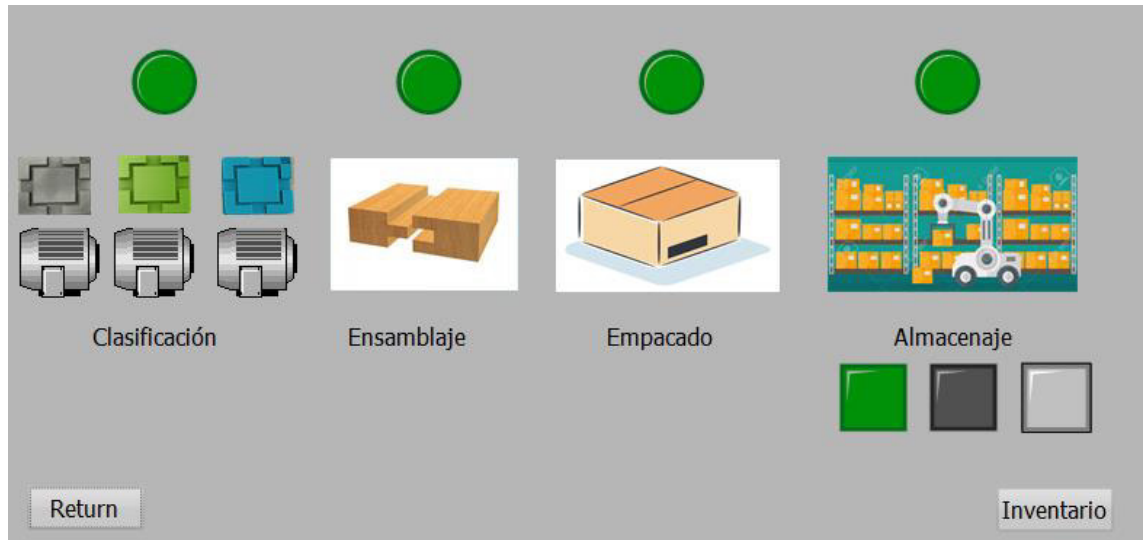 Clasificación
Ensamblaje
Empacado
Almacenaje
Return
Inventario